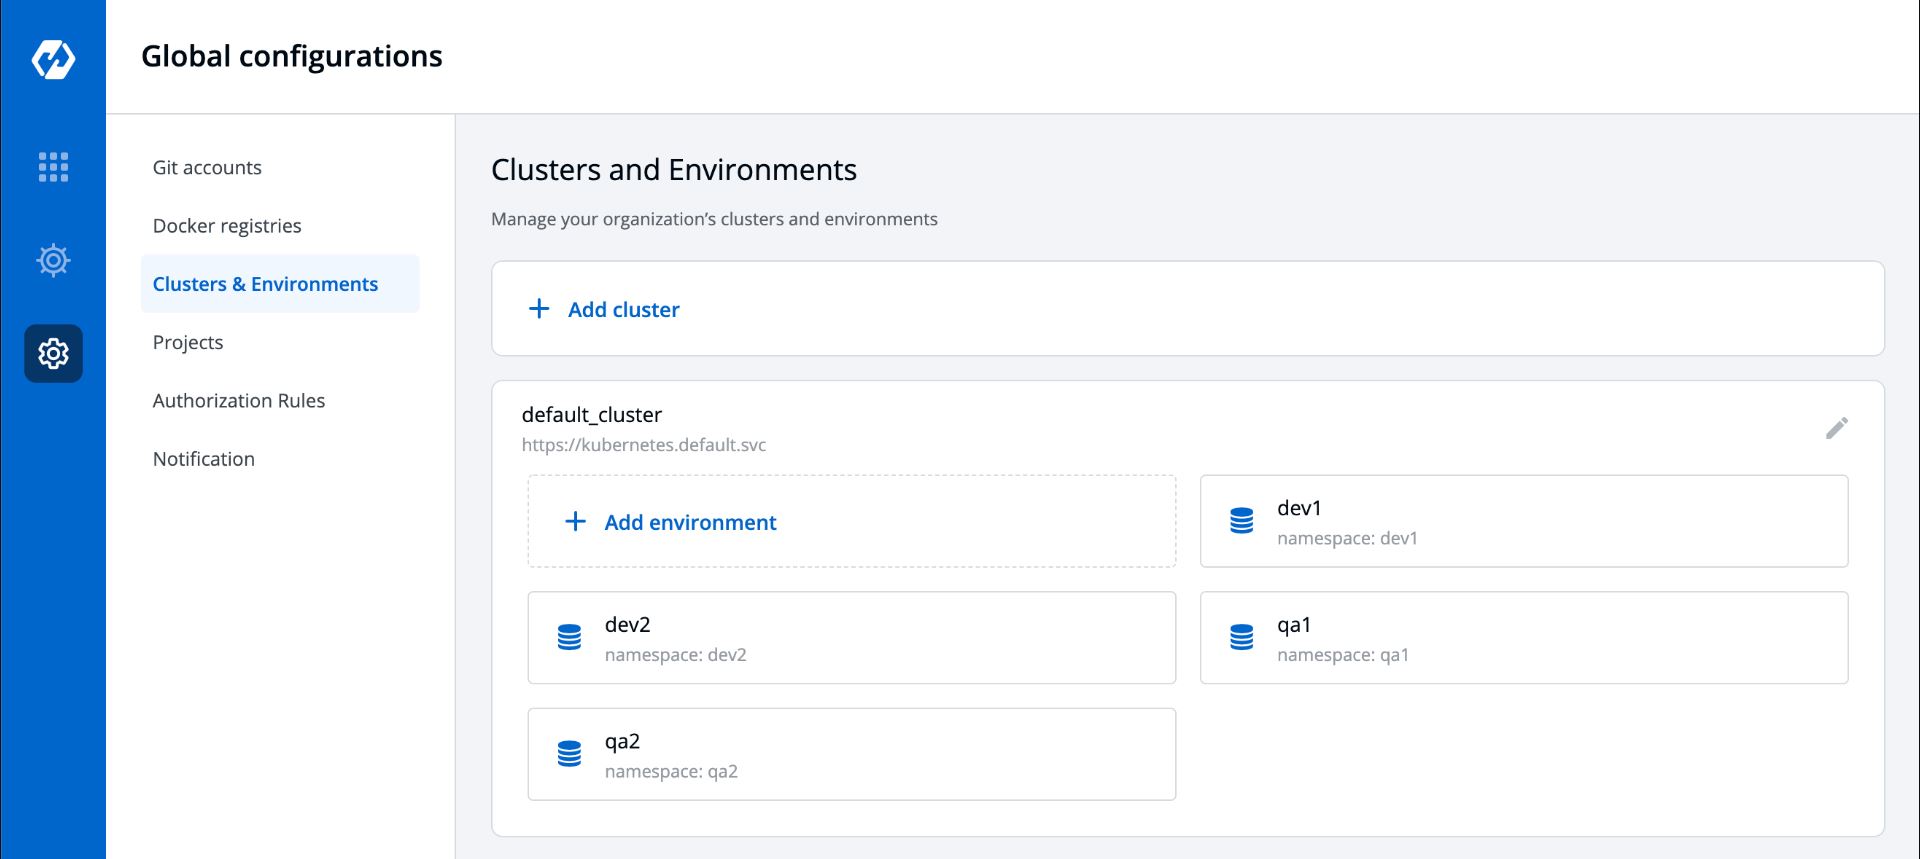 Global configurations
Git accounts
Docker registries
Clusters & Environments
Projects
Authorization Rules
Notification
Clusters and Environments
Manage your organization’s clusters and environments
Add cluster
default_cluster
https://kubernetes.default.svc
Add environment
dev1
namespace: dev1
dev2
namespace: dev2
qa1
namespace: qa1
qa2
namespace: qa2